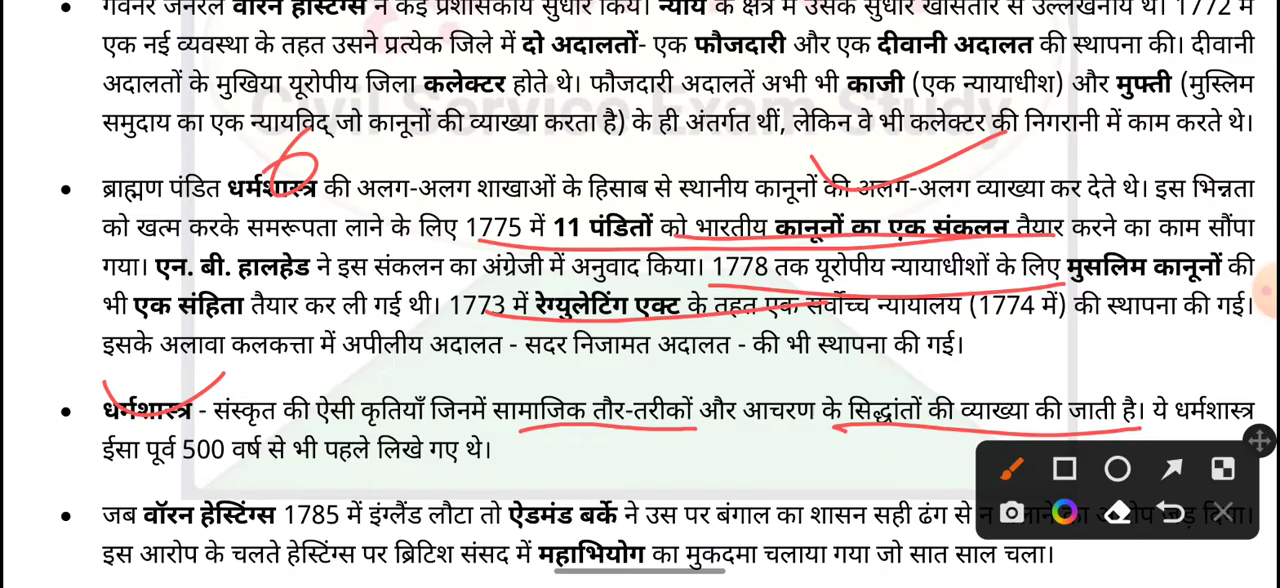 गवर्नर जनरल वॉरेन हेस्टिंग्स ने कई प्रशासकीय सुधार किये। न्याय के क्षेत्र में उसके सुधार खासतौर से उल्लेखनीय थे। 1772 में
एक नई व्यवस्था के तहत उसने प्रत्येक जिले में दो अदालतों- एक फौजदारी और एक दीवानी अदालत की स्थापना की। दीवानी
अदालतों के मुखिया यूरोपीय जिला कलेक्टर होते थे। फौजदारी अदालतें अभी भी काजी (एक न्यायाधीश) और मुफ्ती (मुस्लिम
समुदाय का एक न्यायविद् जो कानूनों की व्याख्या करता है) के ही अंतर्गत थीं, लेकिन वे भी कलेक्टर की निगरानी में काम करते थे।
ब्राह्मण पंडित धर्मशास्त्र की अलग-अलग शाखाओं के हिसाब से स्थानीय कानूनों की अलग-अलग व्याख्या कर देते थे। इस भिन्नता
को खत्म करके समरूपता लाने के लिए 1775 में 11 पंडितों को भारतीय कानूनों का एक संकलन तैयार करने का काम सौंपा
गया। एन. बी. हालहेड ने इस संकलन का अंग्रेजी में अनुवाद किया। 1778 तक यूरोपीय न्यायाधीशों के लिए मुसलिम कानूनों की
भी एक संहिता तैयार कर ली गई थी। 1773 में रेग्युलेटिंग एक्ट के तहत एक सर्वोच्च न्यायालय (1774 में) की स्थापना की गई।
इसके अलावा कलकत्ता में अपीलीय अदालत - सदर निजामत अदालत - की भी स्थापना की गई।
धर्मशास्त्र - संस्कृत की ऐसी कृतियाँ जिनमें सामाजिक तौर-तरीकों और आचरण के सिद्धांतों की व्याख्या की जाती है। ये धर्मशास्त्र
ईसा पूर्व 500 वर्ष से भी पहले लिखे गए थे।
जब वॉरन हेस्टिंग्स 1785 में इंग्लैंड लौटा तो ऐडमंड बर्के ने उस पर बंगाल का शासन सही ढंग से
इस आरोप के चलते हेस्टिंग्स पर ब्रिटिश संसद में महाभियोग का मुकदमा चलाया गया जो सात साल चला।
Civil Service Exam Study